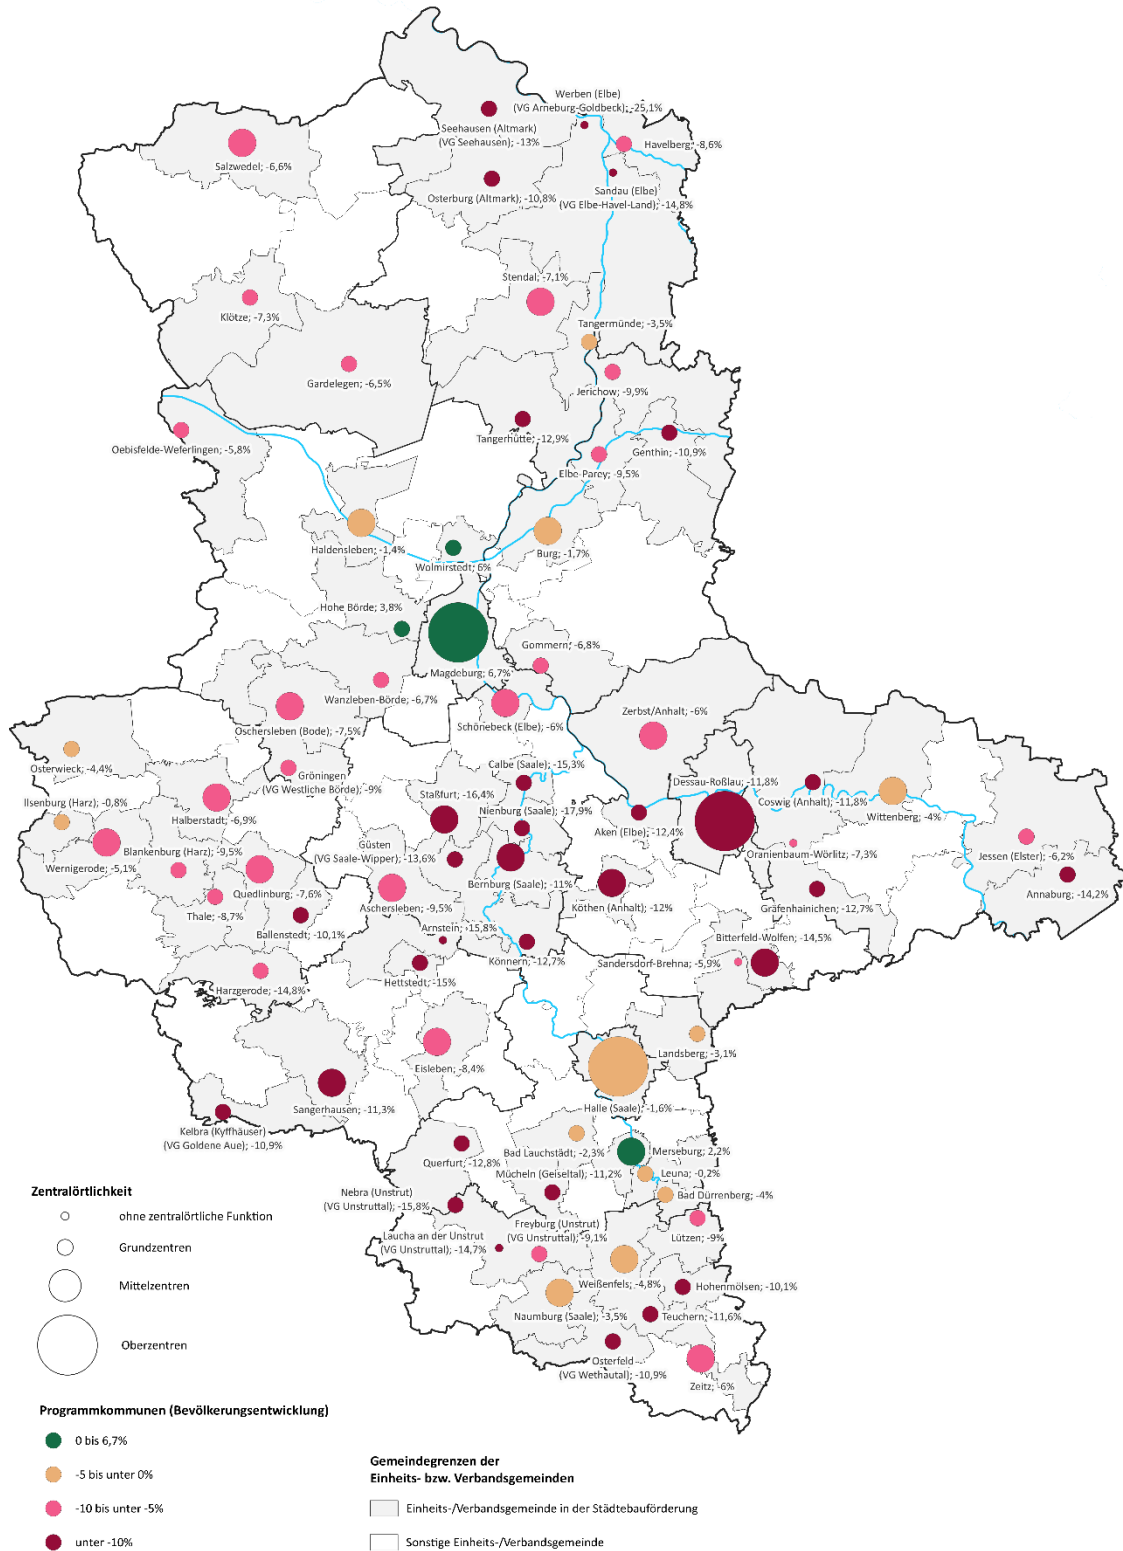 Werben (Elbe)
(VG Arneburg-Goldbeck); -25,1%
Seehausen (Altmark)
(VG Seehausen); -13%
Havelberg; -8,6%
Salzwedel; -6,6%
Osterburg (Altmark); -10,8%
Sandau (Elbe)
(VG Elbe-Havel-Land); -14,8%
Stendal; -7,1%
Klötze; -7,3%
Tangermünde; -3,5%
Gardelegen; -6,5%
Jerichow; -9,9%
Tangerhütte; -12,9%
Oebisfelde-Weferlingen; -5,8%
Genthin; -10,9%
Elbe-Parey; -9,5%
Haldensleben; -1,4%
Burg; -1,7%
Wolmirstedt; 6%
Hohe Börde; 3,8%
Gommern; -6,8%
Magdeburg; 6,7%
Wanzleben-Börde; -6,7%
Zerbst/Anhalt; -6%
Oschersleben (Bode); -7,5%
Schönebeck (Elbe); -6%
Osterwieck; -4,4%
Gröningen
(VG Westliche Börde); -9%
Calbe (Saale); -15,3%
Dessau-Roßlau; -11,8%
Staßfurt; -16,4%
Coswig (Anhalt); -11,8%
Ilsenburg (Harz); -0,8%
Nienburg (Saale); -17,9%
Wittenberg; -4%
Halberstadt; -6,9%
Aken (Elbe); -12,4%
Güsten
(VG Saale-Wipper); -13,6%
Blankenburg (Harz); -9,5%
Oranienbaum-Wörlitz; -7,3%
Jessen (Elster); -6,2%
Wernigerode; -5,1%
Bernburg (Saale); -11%
Quedlinburg; -7,6%
Annaburg; -14,2%
Aschersleben; -9,5%
Köthen (Anhalt); -12%
Gräfenhainichen; -12,7%
Thale; -8,7%
Arnstein; -15,8%
Ballenstedt; -10,1%
Bitterfeld-Wolfen; -14,5%
Könnern; -12,7%
Sandersdorf-Brehna; -5,9%
Hettstedt; -15%
Harzgerode; -14,8%
Landsberg; -3,1%
Eisleben; -8,4%
Sangerhausen; -11,3%
Halle (Saale); -1,6%
Kelbra (Kyffhäuser)
(VG Goldene Aue); -10,9%
Bad Lauchstädt; -2,3%
Merseburg; 2,2%
Querfurt; -12,8%
Mücheln (Geiseltal); -11,2%
Leuna; -0,2%
Nebra (Unstrut)
(VG Unstruttal); -15,8%
Bad Dürrenberg; -4%
Freyburg (Unstrut)
(VG Unstruttal); -9,1%
Laucha an der Unstrut
(VG Unstruttal); -14,7%
Lützen; -9%
Weißenfels; -4,8%
Hohenmölsen; -10,1%
Naumburg (Saale); -3,5%
Teuchern; -11,6%
Osterfeld
(VG Wethautal); -10,9%
Zeitz; -6%
Zentralörtlichkeit
ohne zentralörtliche Funktion
Grundzentren
Mittelzentren
Oberzentren
Programmkommunen (Bevölkerungsentwicklung)
0 bis 6,7%
-5 bis unter 0%
-10 bis unter -5%
unter -10%
Gemeindegrenzen der
Einheits- bzw. Verbandsgemeinden
Einheits-/Verbandsgemeinde in der Städtebauförderung
Sonstige Einheits-/Verbandsgemeinde